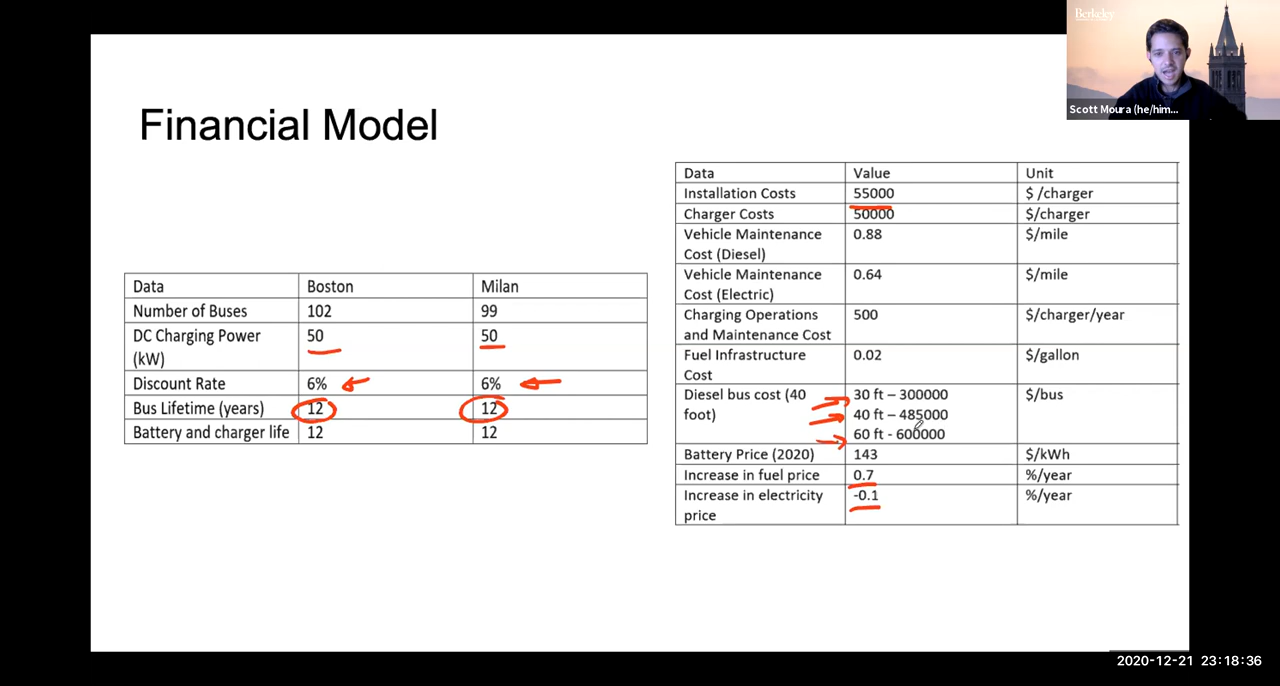 Berkeley
Scott Moura (he/him...
Financial Model
Data Boston Milan
Number of Buses 102 99
DC Charging Power 50 50
(kW)
Discount Rate 6% 6%
Bus Lifetime (years) 12 12
Battery and charger life 12 12
Data Value Unit
Installation Costs 55000 $ /charger
Charger Costs 50000 $/charger
Vehicle Maintenance 0.88 $/mile
Cost (Diesel)
Vehicle Maintenance 0.64 $/mile
Cost (Electric)
Charging Operations 500 $/charger/year
and Maintenance Cost
Fuel Infrastructure 0.02 $/gallon
Cost
Diesel bus cost (40 30 ft – 300000 $/bus
foot) 40 ft – 485000
60 ft - 600000
Battery Price (2020) 143 $/kWh
Increase in fuel price 0.7 %/year
Increase in electricity -0.1 %/year
price
2020-12-21 23:18:36